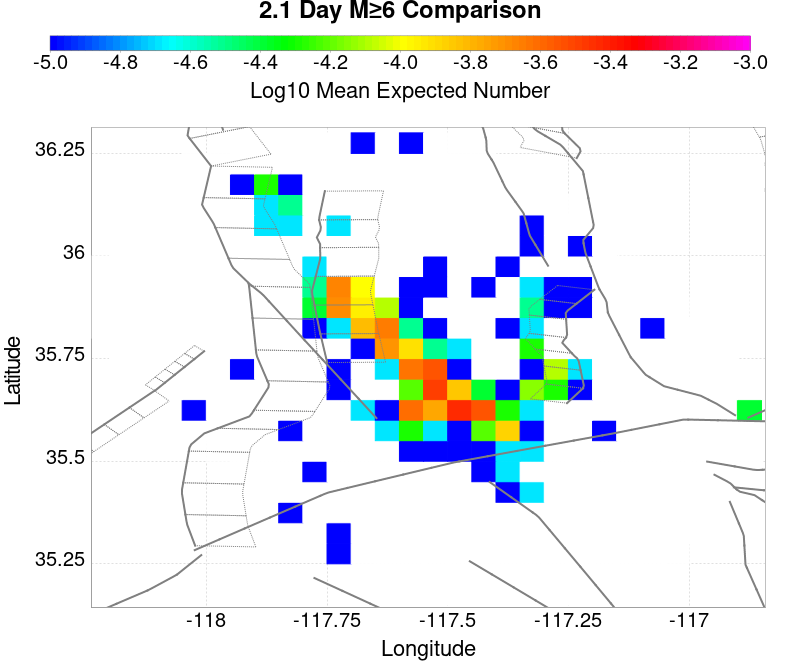 2.1 Day M≥6 Comparison
-5.0 -4.8 -4.6 -4.4 -4.2 -4.0 -3.8 -3.6 -3.4 -3.2 -3.0
Log10 Mean Expected Number
36.25
36
35.75
35.5
35.25
Latitude
-118 -117.75 -117.5 -117.25 -117
Longitude